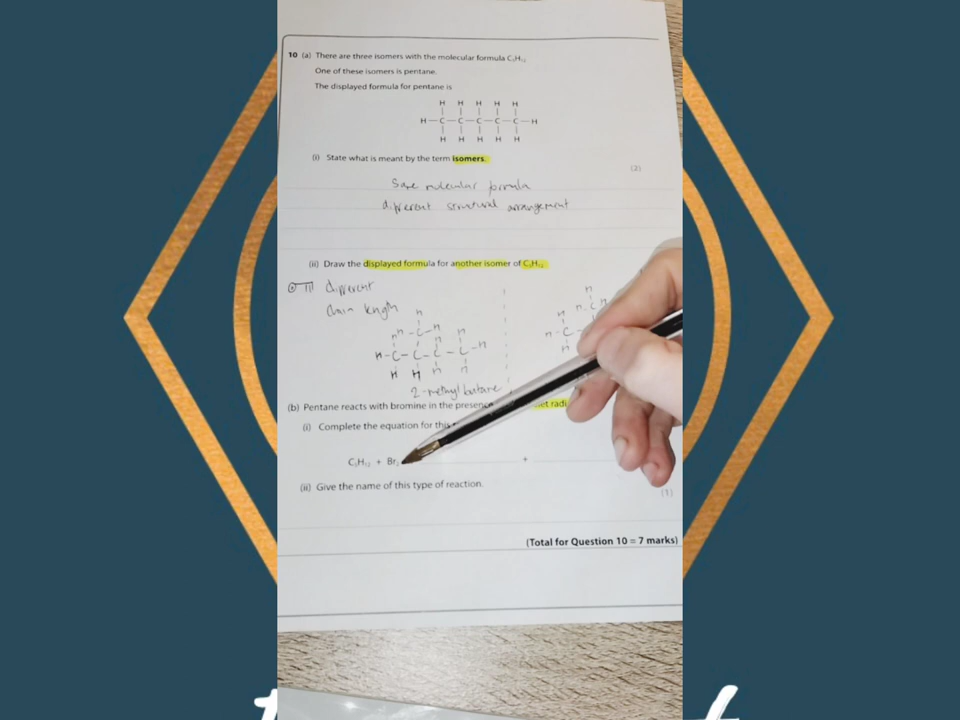 10 (a) There are three isomers with the molecular formula C₅H₁₂
One of these isomers is pentane.
The displayed formula for pentane is
H H H H H
H—C—C—C—C—C—H
H H H H H
(i) State what is meant by the term isomers.
(2)
Same molecular formula
different structural arrangement
(ii) Draw the displayed formula for another isomer of C₅H₁₂
different
chain length
H
H - C - H
H - C - C - C - C - H
H H H H
2-methylbutane
(b) Pentane reacts with bromine in the presence
(i) Complete the equation for this
C₅H₁₂ + Br₂
+
(ii) Give the name of this type of reaction.
(1)
(Total for Question 10 = 7 marks)